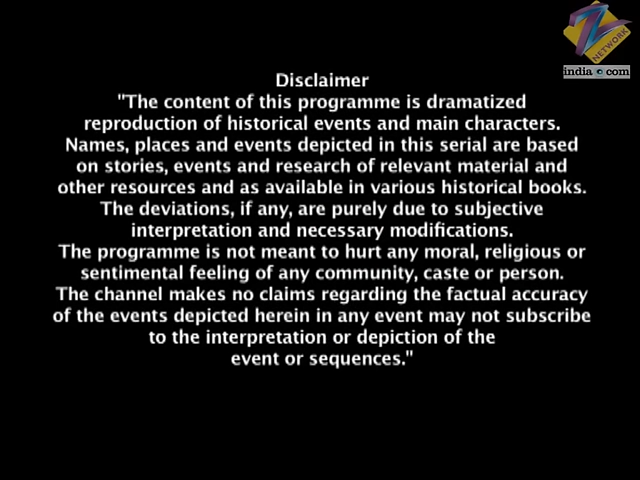 NETWORK
india.com
Disclaimer
"The content of this programme is dramatized
reproduction of historical events and main characters.
Names, places and events depicted in this serial are based
on stories, events and research of relevant material and
other resources and as available in various historical books.
The deviations, if any, are purely due to subjective
interpretation and necessary modifications.
The programme is not meant to hurt any moral, religious or
sentimental feeling of any community, caste or person.
The channel makes no claims regarding the factual accuracy
of the events depicted herein in any event may not subscribe
to the interpretation or depiction of the
event or sequences."